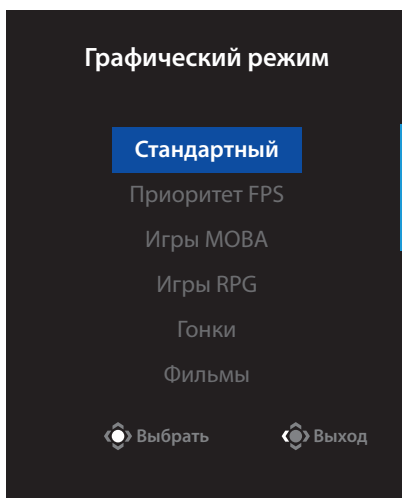 Графический режим
Стандартный
Приоритет FPS
Игры MOBA
Игры RPG
Гонки
Фильмы
Выбрать Выход